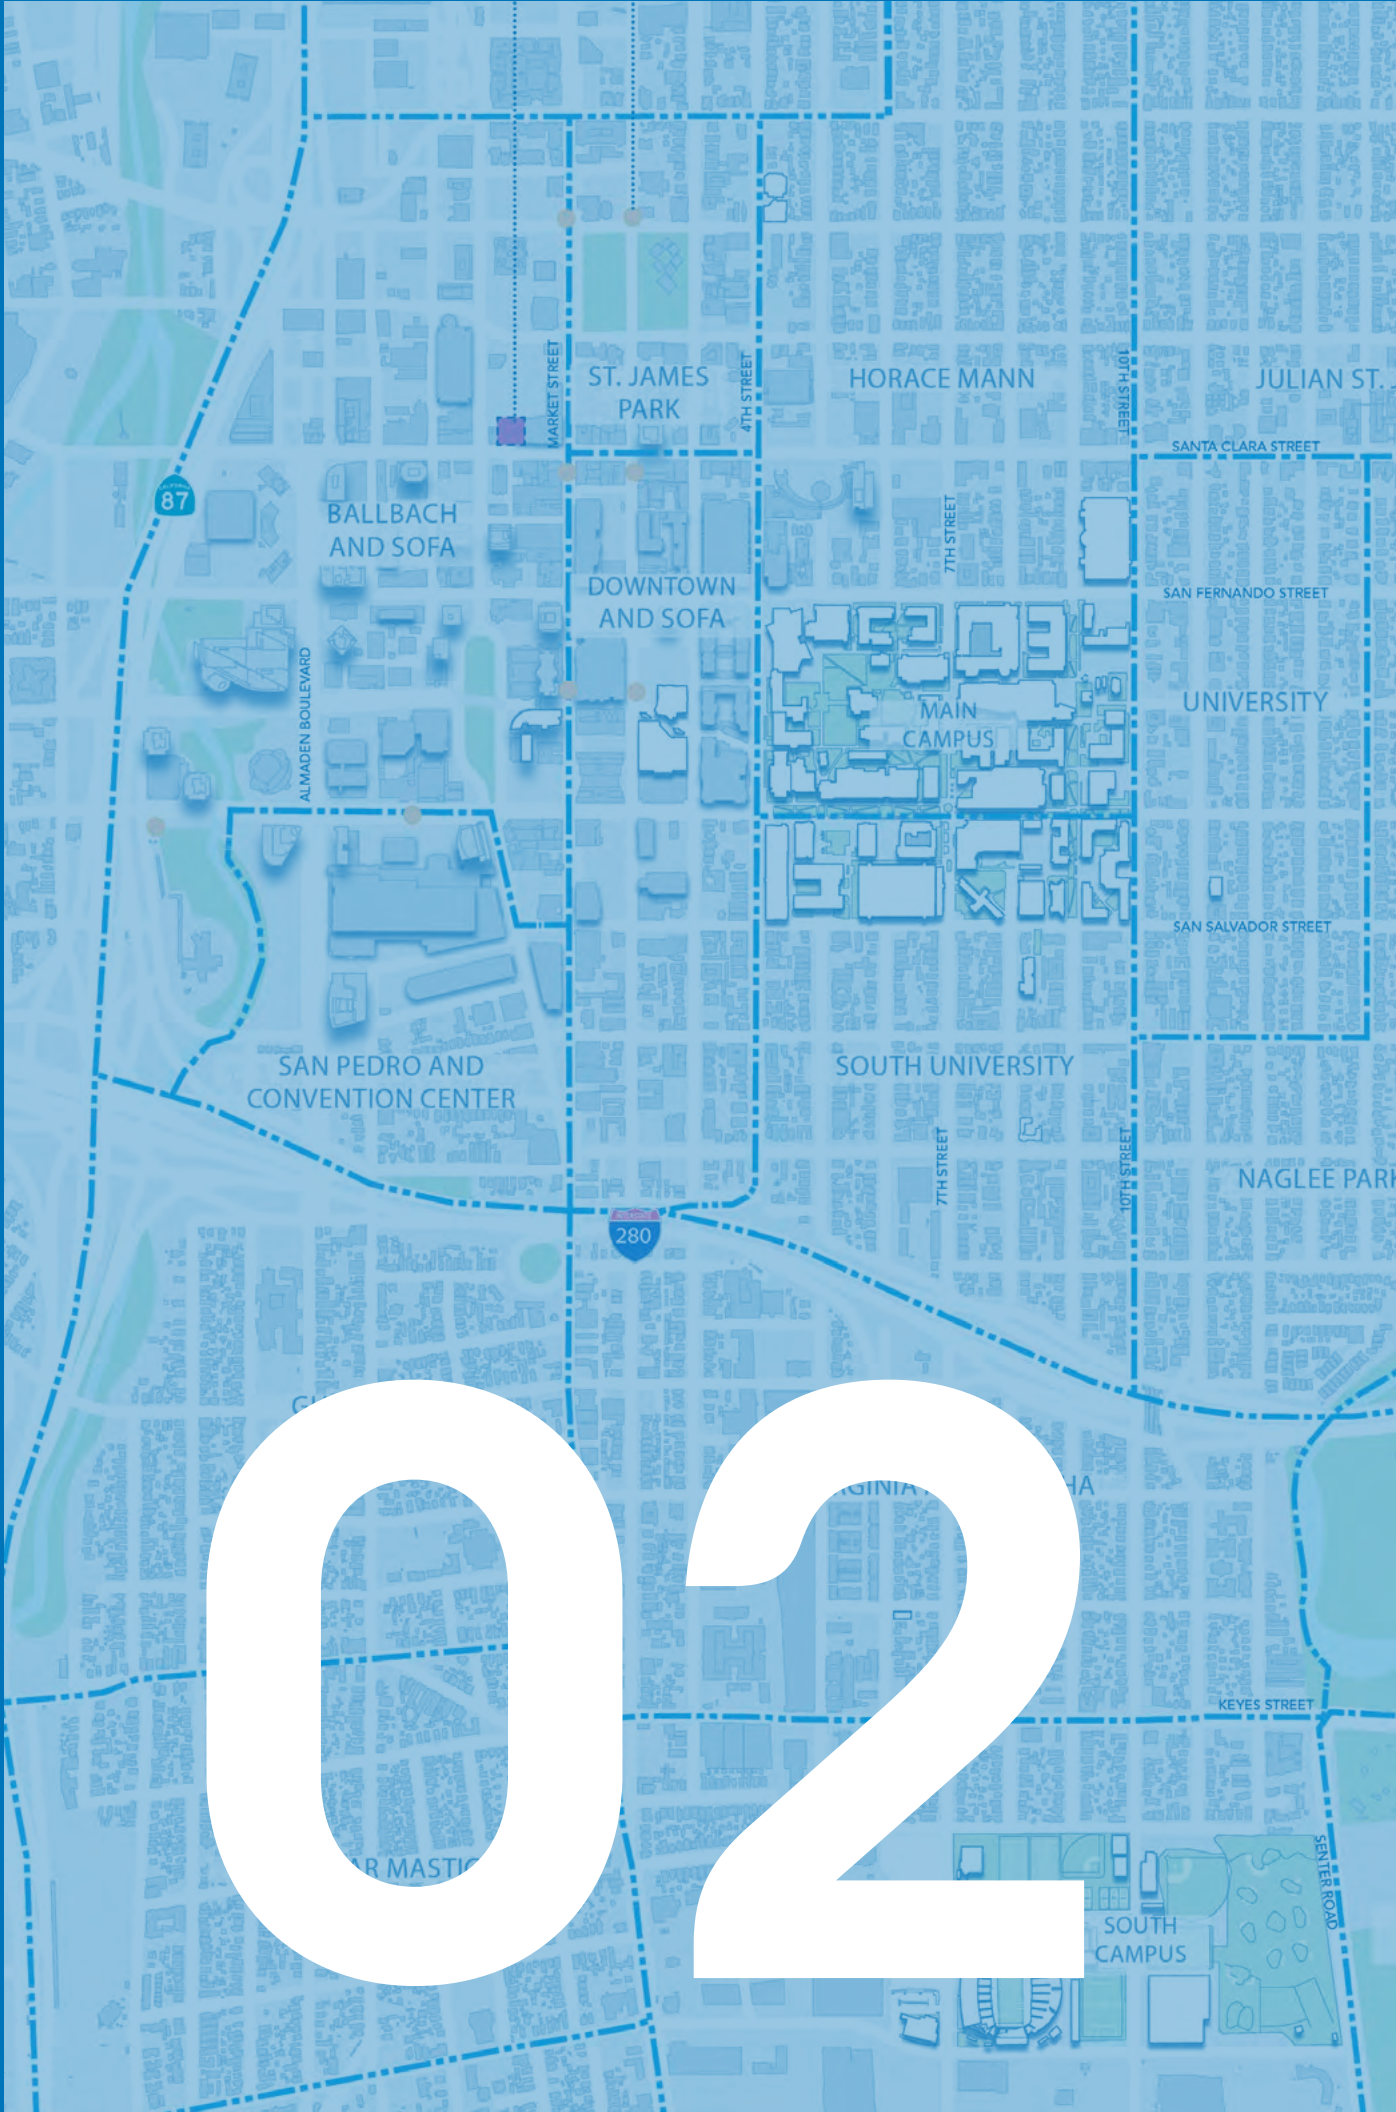 MARKET STREET
ST. JAMES
PARK
4TH STREET
HORACE MANN
10TH STREET
JULIAN ST.
SANTA CLARA STREET
CALIFORNIA
87
BALLBACH
AND SOFA
7TH STREET
DOWNTOWN
AND SOFA
SAN FERNANDO STREET
ALMADEN BOULEVARD
MAIN
CAMPUS
UNIVERSITY
SAN SALVADOR STREET
SAN PEDRO AND
CONVENTION CENTER
SOUTH UNIVERSITY
7TH STREET
10TH STREET
NAGLEE PARK
INTERSTATE
280
02
KEYES STREET
SENTER ROAD
SOUTH
CAMPUS